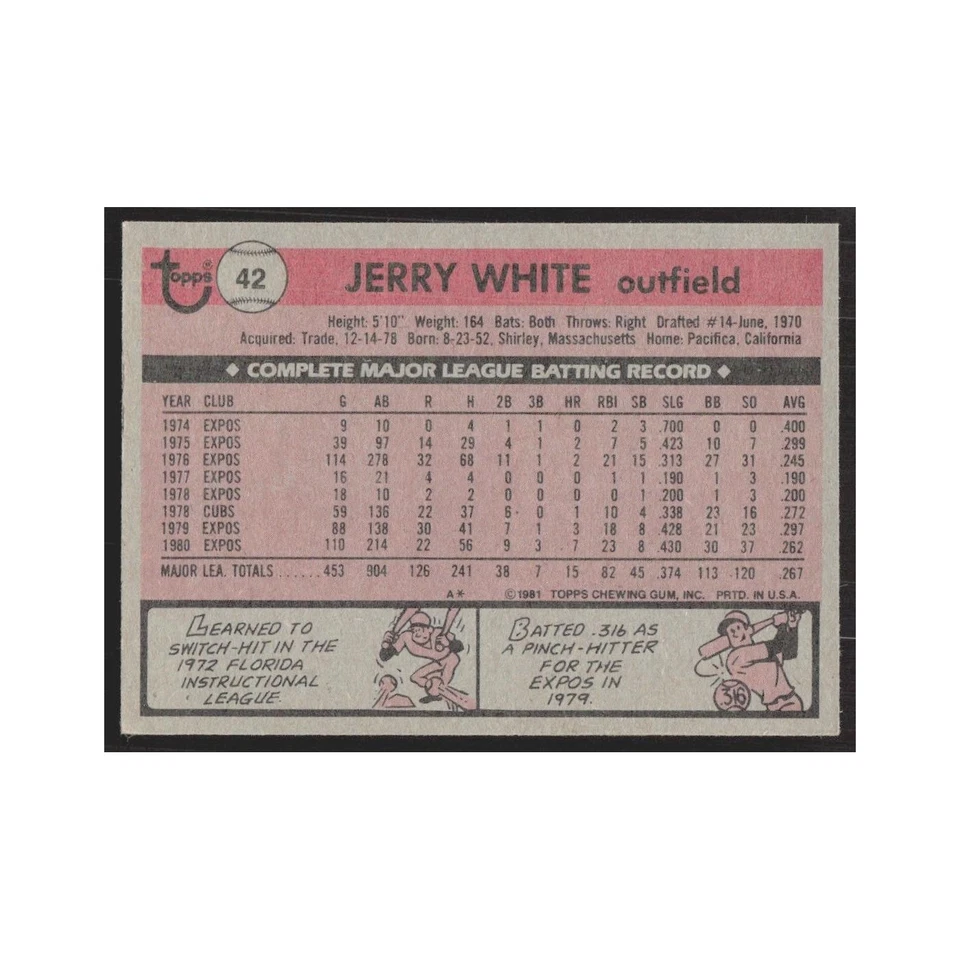 topps® 42 JERRY WHITE outfield
Height: 5'10" Weight: 164 Bats: Both Throws: Right Drafted #14-June, 1970
Acquired: Trade, 12-14-78 Born: 8-23-52, Shirley, Massachusetts Home: Pacifica, California
◆ COMPLETE MAJOR LEAGUE BATTING RECORD ◆
YEAR CLUB G AB R H 2B 3B HR RBI SB SLG BB SO AVG
1974 EXPOS 9 10 0 4 1 1 0 2 3 .700 0 0 .400
1975 EXPOS 39 97 14 29 4 1 2 7 5 .423 10 7 .299
1976 EXPOS 114 278 32 68 11 1 2 21 15 .313 27 31 .245
1977 EXPOS 16 21 4 4 0 0 0 1 1 .190 1 3 .190
1978 EXPOS 18 10 2 2 0 0 0 0 1 .200 1 3 .200
1978 CUBS 59 136 22 37 6 0 1 10 4 .338 23 16 .272
1979 EXPOS 88 138 30 41 7 1 3 18 8 .428 21 23 .297
1980 EXPOS 110 214 22 56 9 3 7 23 8 .430 30 37 .262
MAJOR LEA. TOTALS ...... 453 904 126 241 38 7 15 82 45 .374 113 120 .267
A* ©1981 TOPPS CHEWING GUM, INC. PRTD. IN U.S.A.
LEARNED TO
SWITCH-HIT IN THE
1972 FLORIDA
INSTRUCTIONAL
LEAGUE.
BATTED .316 AS
A PINCH-HITTER
FOR THE
EXPOS IN
1979.
.316